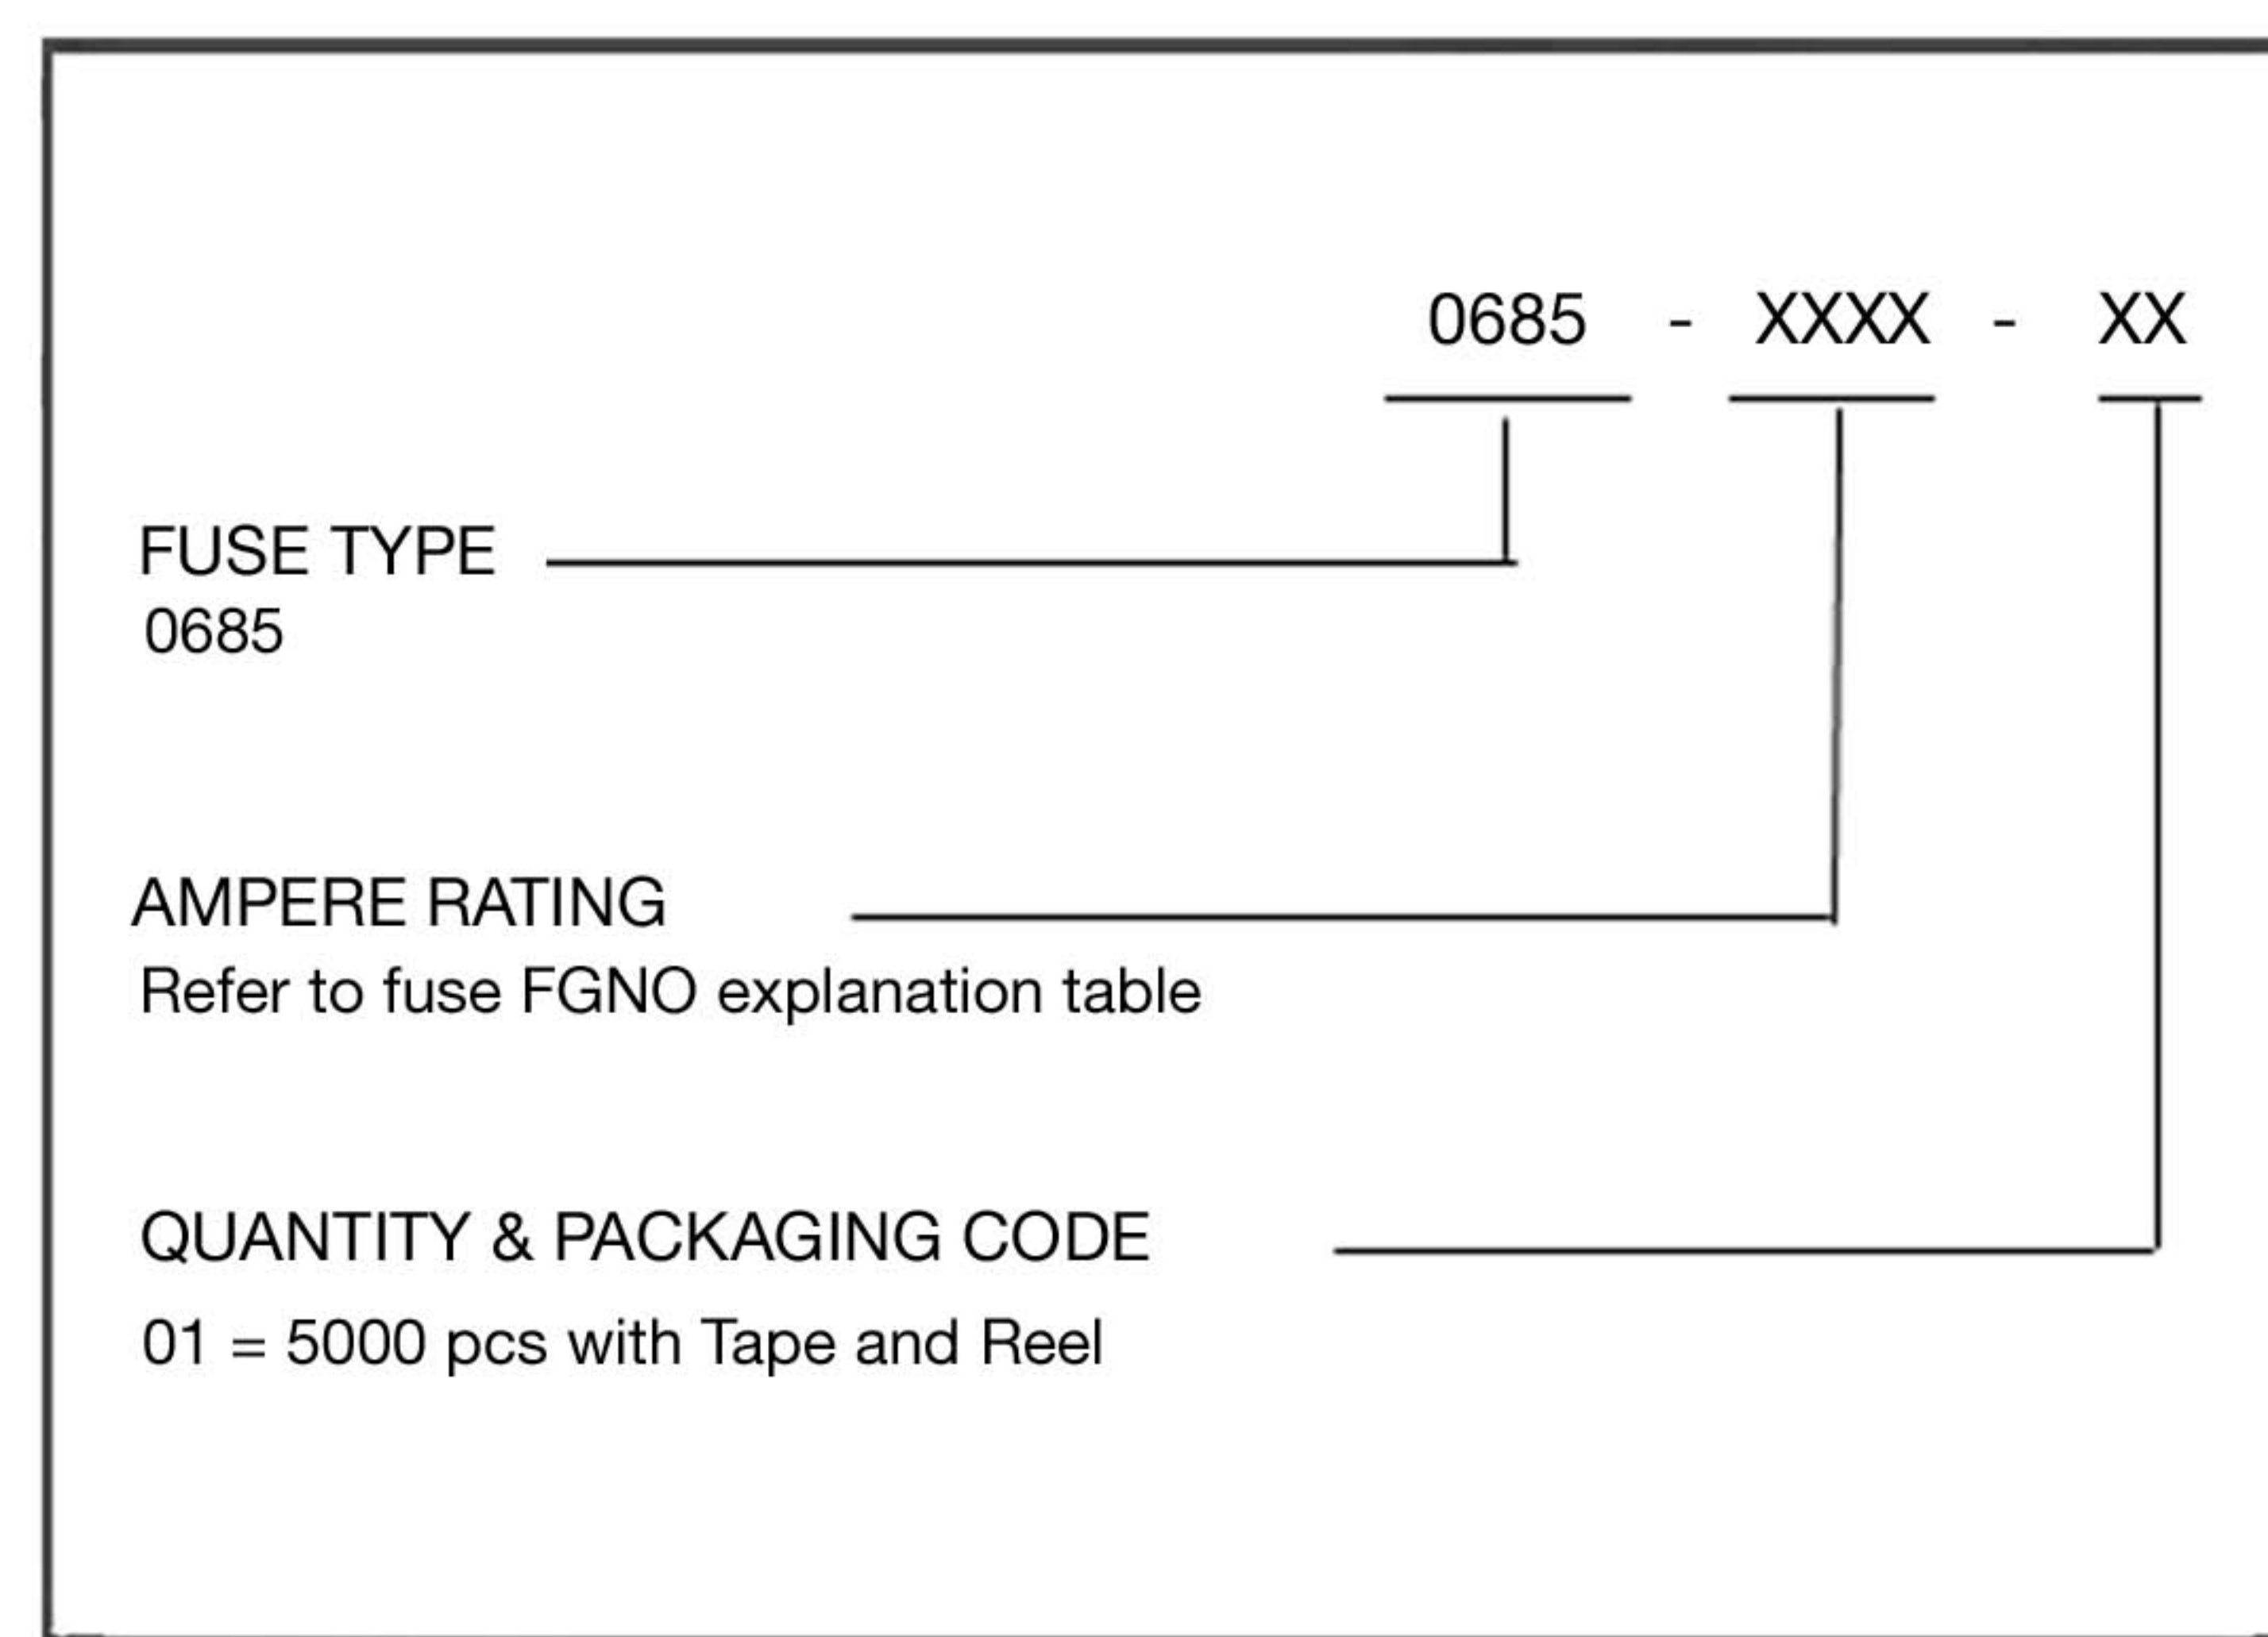 0685 - XXXX - XX
FUSE TYPE
0685
AMPERE RATING
Refer to fuse FGNO explanation table
QUANTITY & PACKAGING CODE
01 = 5000 pcs with Tape and Reel